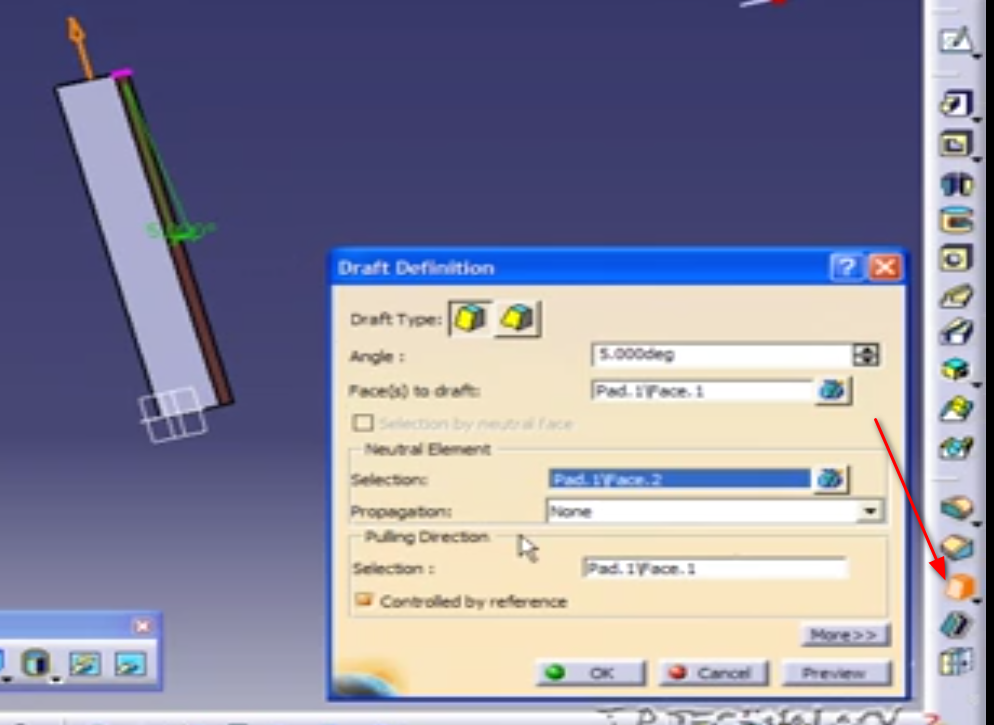 Draft Definition
Draft Type:
Angle :
5.000deg
Face(s) to draft:
Pad.1\Face.1
Selection by neutral face
Neutral Element
Selection:
Pad.1\Face.2
Propagation:
None
Pulling Direction
Selection :
Pad.1\Face.1
Controlled by reference
More>>
OK
Cancel
Preview